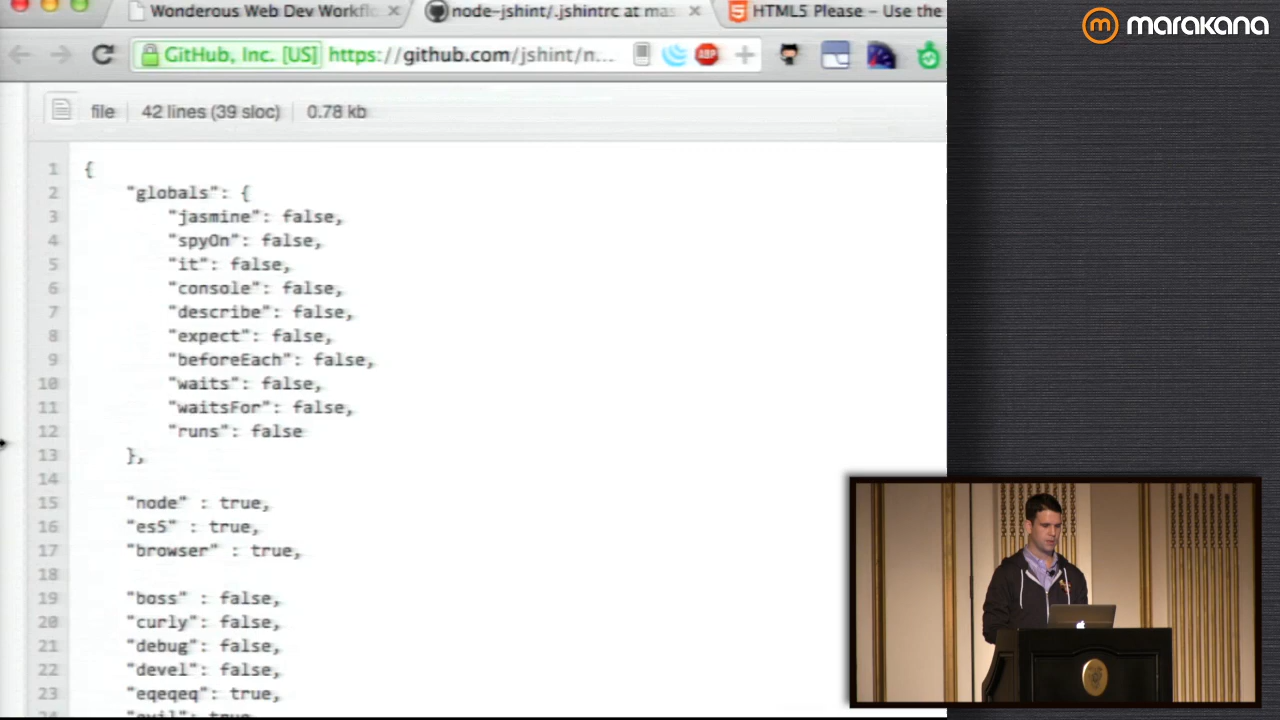 Wonderous Web Dev Workfl
node-jshint/.jshintrc at mas
HTML5 Please - Use the
marakana
GitHub, Inc. [US] https://github.com/jshint/n...
ABP
file 42 lines (39 sloc) 0.78 kb
1 {
2 "globals": {
3 "jasmine": false,
4 "spyOn": false,
5 "it": false,
6 "console": false,
7 "describe": false,
8 "expect": false,
9 "beforeEach": false,
10 "waits": false,
11 "waitsFor": false,
12 "runs": false
13 },
14
15 "node" : true,
16 "es5" : true,
17 "browser" : true,
18
19 "boss" : false,
20 "curly": false,
21 "debug": false,
22 "devel": false,
23 "eqeqeq": true,
24 "evil": true